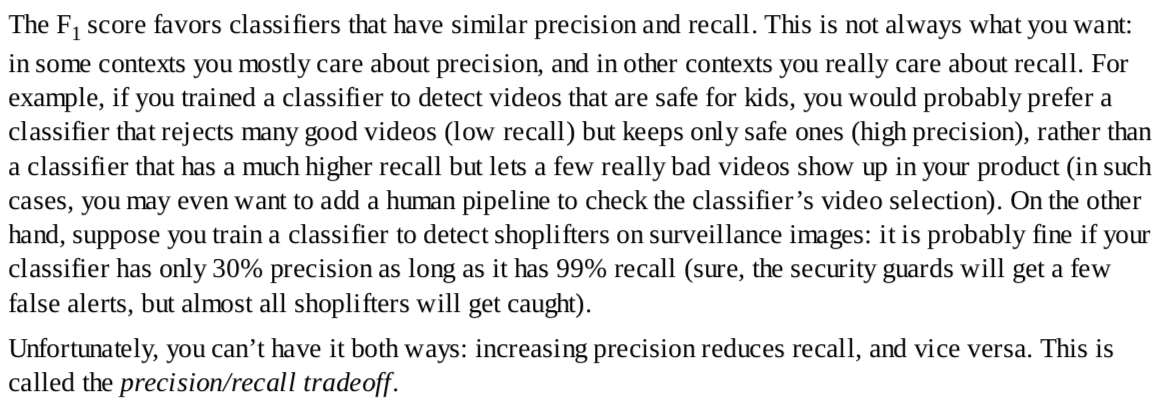 The F1 score favors classifiers that have similar precision and recall. This is not always what you want:
in some contexts you mostly care about precision, and in other contexts you really care about recall. For
example, if you trained a classifier to detect videos that are safe for kids, you would probably prefer a
classifier that rejects many good videos (low recall) but keeps only safe ones (high precision), rather than
a classifier that has a much higher recall but lets a few really bad videos show up in your product (in such
cases, you may even want to add a human pipeline to check the classifier’s video selection). On the other
hand, suppose you train a classifier to detect shoplifters on surveillance images: it is probably fine if your
classifier has only 30% precision as long as it has 99% recall (sure, the security guards will get a few
false alerts, but almost all shoplifters will get caught).
Unfortunately, you can’t have it both ways: increasing precision reduces recall, and vice versa. This is
called the precision/recall tradeoff.